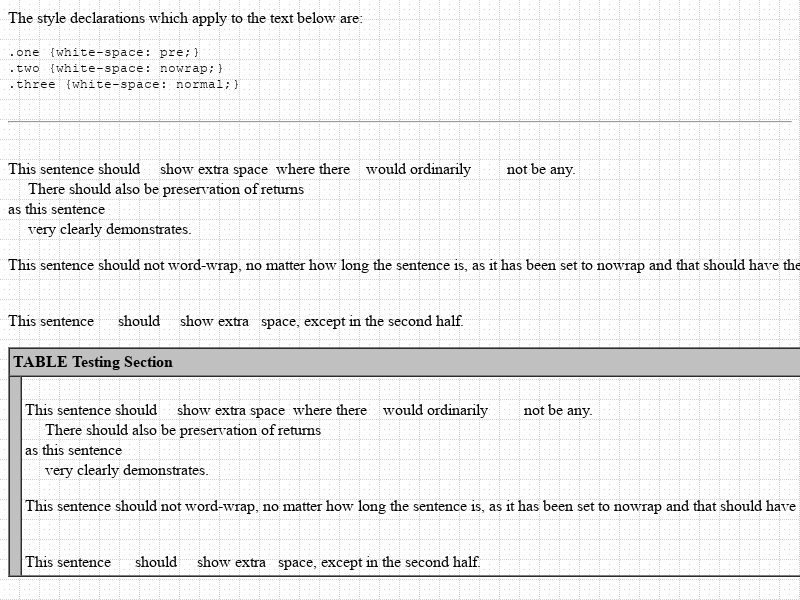 The style declarations which apply to the text below are:
.one {white-space: pre;}
.two {white-space: nowrap;}
.three {white-space: normal;}
This sentence should     show extra space  where there    would ordinarily         not be any.
     There should also be preservation of returns
as this sentence
     very clearly demonstrates.
This sentence should not word-wrap, no matter how long the sentence is, as it has been set to nowrap and that should have the
This sentence      should     show extra   space, except in the second half.
TABLE Testing Section
This sentence should     show extra space  where there    would ordinarily         not be any.
     There should also be preservation of returns
as this sentence
     very clearly demonstrates.
This sentence should not word-wrap, no matter how long the sentence is, as it has been set to nowrap and that should have
This sentence      should     show extra   space, except in the second half.